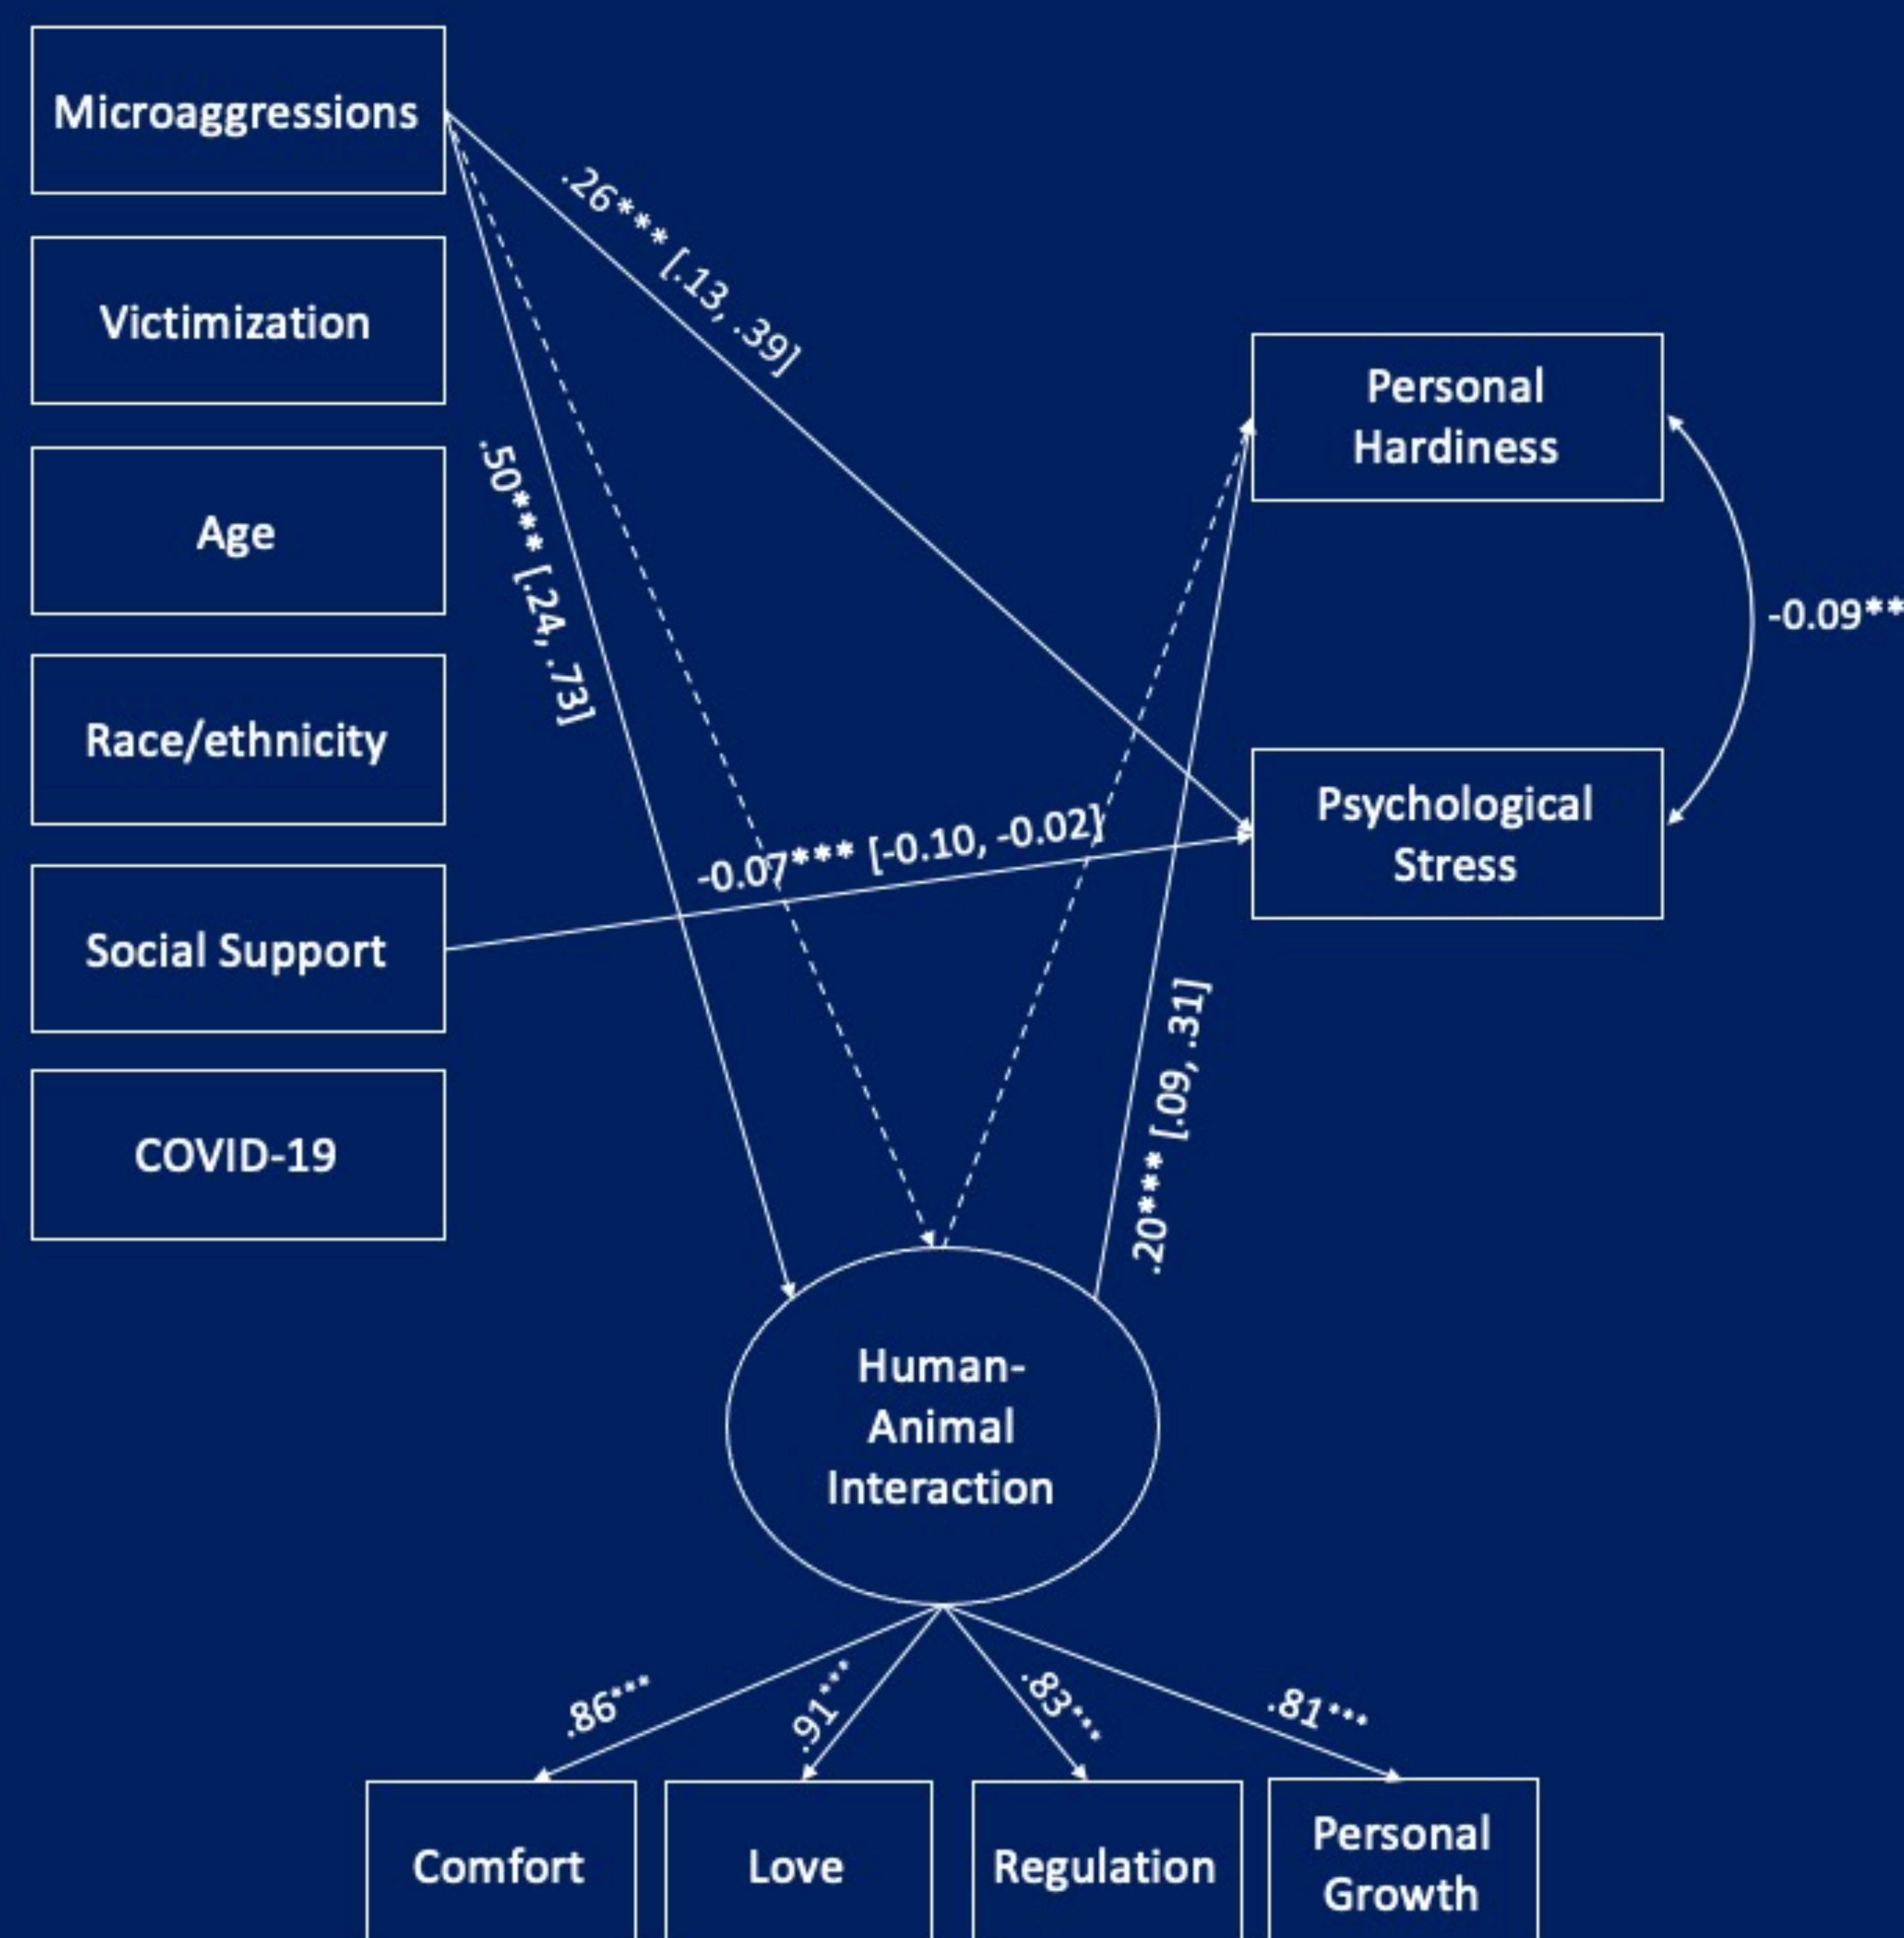 Microaggressions
Victimization
Age
Race/ethnicity
Social Support
COVID-19
.26*** [.13, .39]
.50*** [.24, .73]
-0.07*** [-0.10, -0.02]
.20*** [.09, .31]
Personal
Hardiness
Psychological
Stress
-0.09**
Human-
Animal
Interaction
.86***
.91***
.83***
.81***
Comfort
Love
Regulation
Personal
Growth